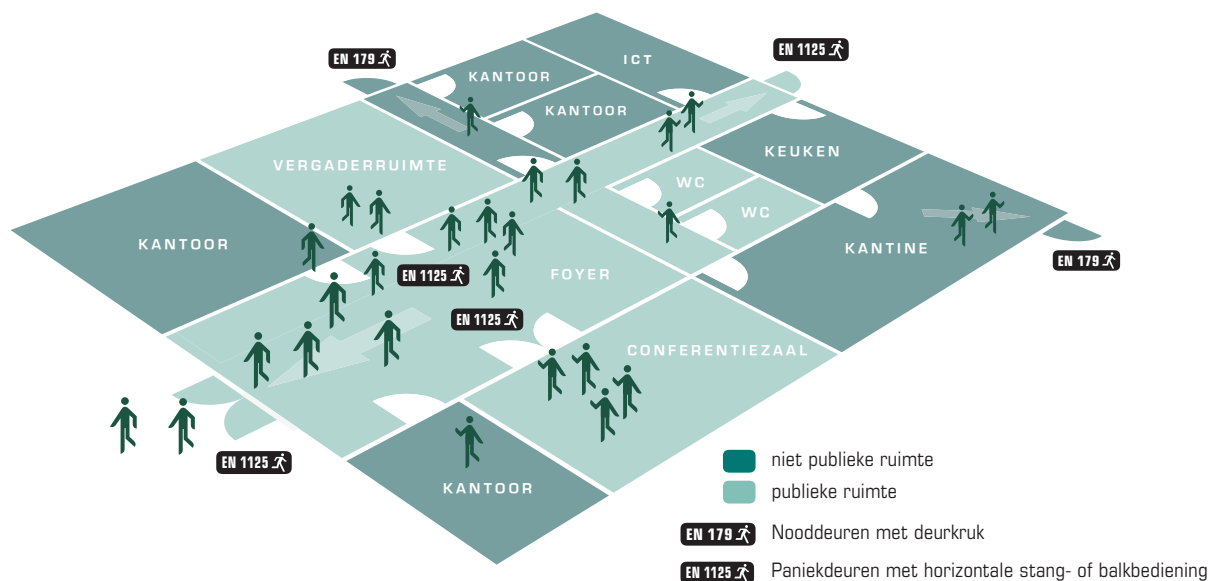 EN 1125
ICT
EN 179
KANTOOR
KANTOOR
KEUKEN
VERGADERRUIMTE
WC
WC
KANTOOR
KANTINE
EN 179
FOYER
EN 1125
EN 1125
CONFERENTIEZAAL
EN 1125
KANTOOR
niet publieke ruimte
publieke ruimte
EN 179 Nooddeuren met deurkruk
EN 1125 Paniekdeuren met horizontale stang- of balkbediening